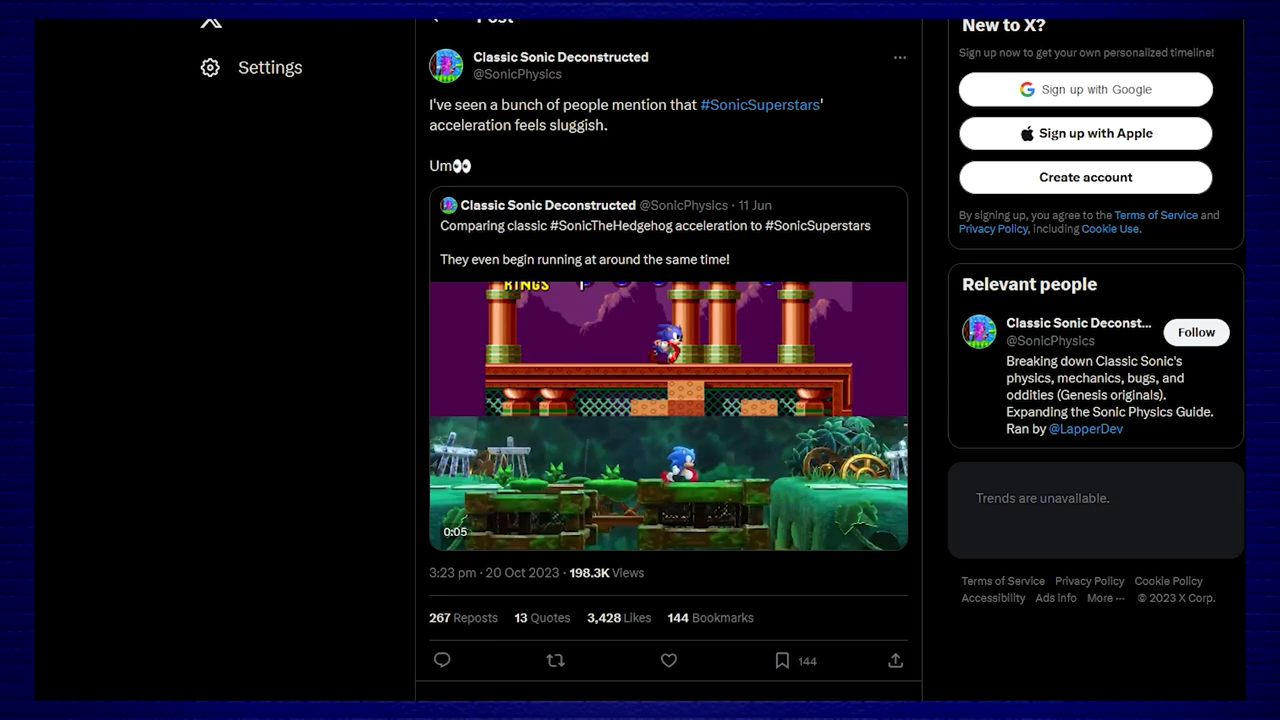 Post
Settings
Classic Sonic Deconstructed
@SonicPhysics
I've seen a bunch of people mention that #SonicSuperstars'
acceleration feels sluggish.
Um👀
Classic Sonic Deconstructed @SonicPhysics · 11 Jun
Comparing classic #SonicTheHedgehog acceleration to #SonicSuperstars
They even begin running at around the same time!
RINGS 1
0:05
3:23 pm · 20 Oct 2023 · 198.3K Views
267 Reposts 13 Quotes 3,428 Likes 144 Bookmarks
144
New to X?
Sign up now to get your own personalized timeline!
Sign up with Google
Sign up with Apple
Create account
By signing up, you agree to the Terms of Service and
Privacy Policy, including Cookie Use.
Relevant people
Classic Sonic Deconst...
@SonicPhysics
Follow
Breaking down Classic Sonic's
physics, mechanics, bugs, and
oddities (Genesis originals).
Expanding the Sonic Physics Guide.
Ran by @LapperDev
Trends are unavailable.
Terms of Service Privacy Policy Cookie Policy
Accessibility Ads info More ··· © 2023 X Corp.